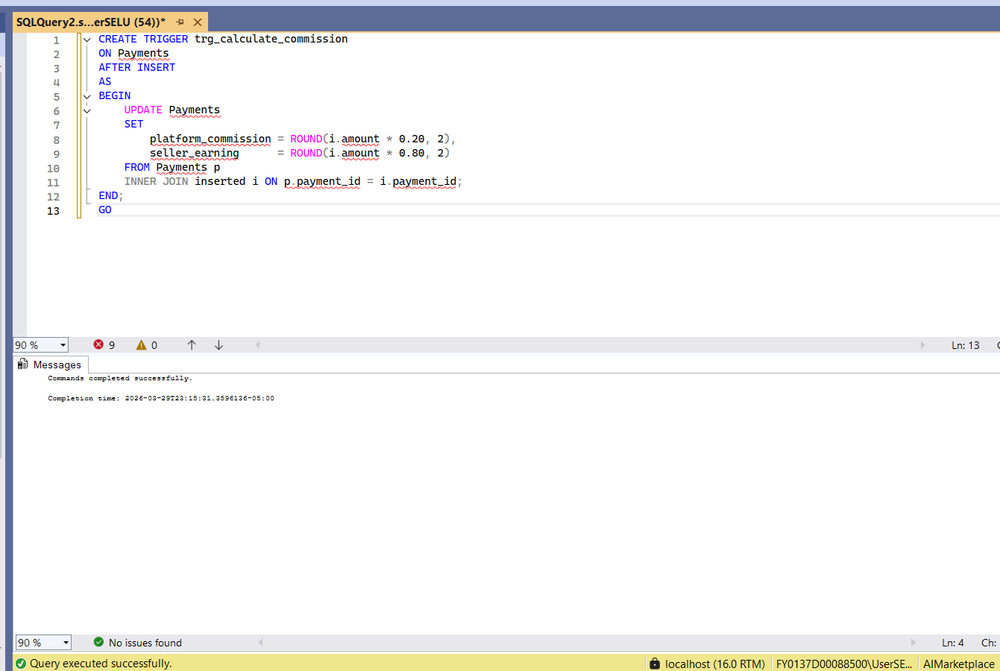 SQLQuery2.s...erSELU (54))*
1 CREATE TRIGGER trg_calculate_commission
2 ON Payments
3 AFTER INSERT
4 AS
5 BEGIN
6     UPDATE Payments
7     SET
8         platform_commission = ROUND(i.amount * 0.20, 2),
9         seller_earning      = ROUND(i.amount * 0.80, 2)
10     FROM Payments p
11     INNER JOIN inserted i ON p.payment_id = i.payment_id;
12 END;
13 GO
90 % 9 0 Ln: 13
Messages
Commands completed successfully.
Completion time: 2026-03-29T23:15:31.3596136-05:00
90 % No issues found Ln: 4 Ch:
Query executed successfully. localhost (16.0 RTM) FY0137D00088500\UserSE... AIMarketplace